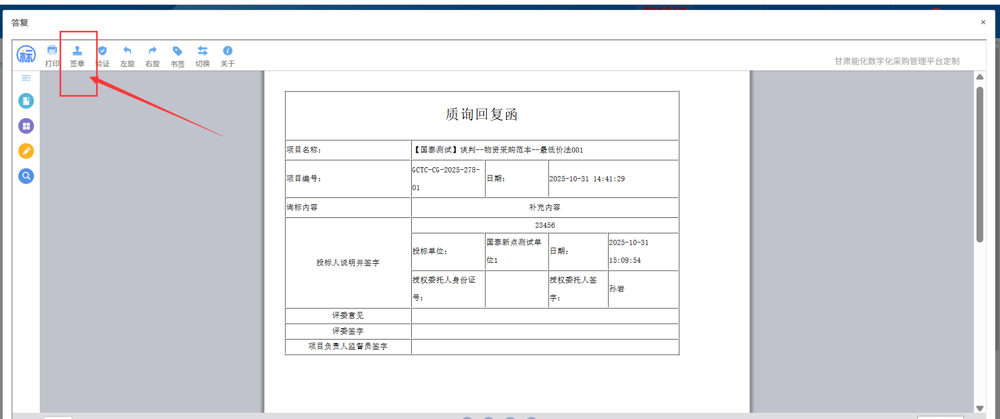 答复
×
标
打印
签章
验证
左旋
右旋
书签
切换
关于
甘肃能化数字化采购管理平台定制
质询回复函
项目名称：
【国泰测试】谈判--物资采购范本--最低价法001
项目编号：
GCTC-CG-2025-278-
01
日期：
2025-10-31 14:41:29
询标内容
补充内容
投标人说明并签字
23456
投标单位：
国泰新点测试单
位1
日期：
2025-10-31
15:09:54
授权委托人身份证
号：
授权委托人签
字：
孙岩
评委意见
评委签字
项目负责人监督员签字